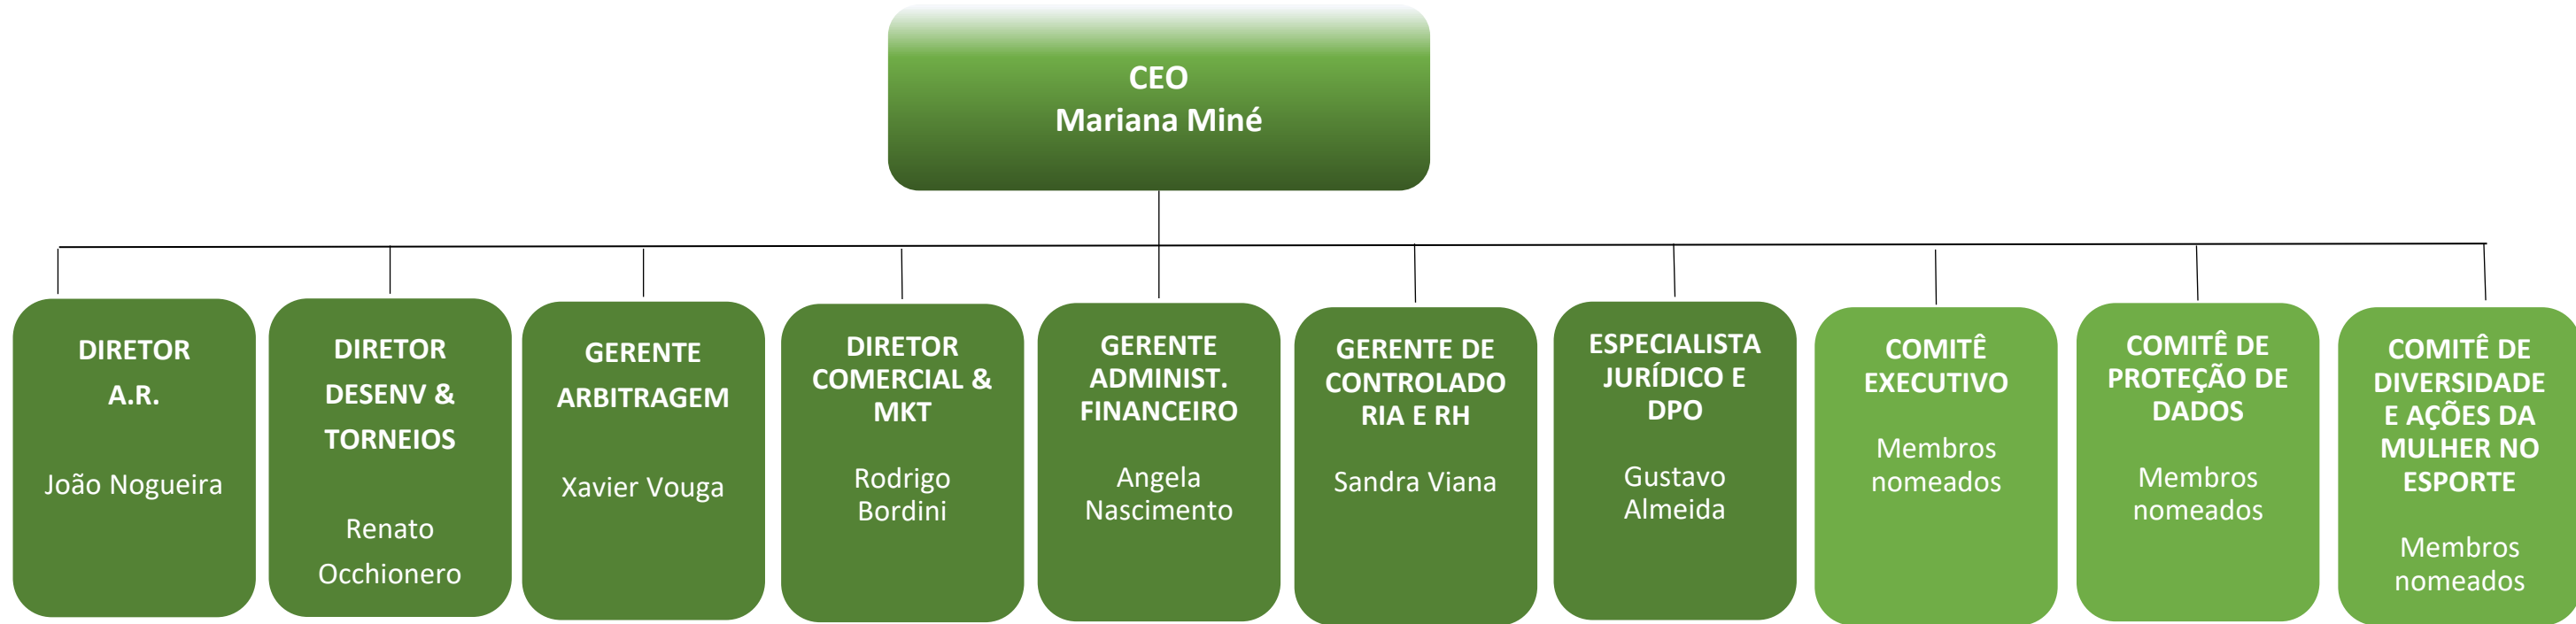 CEO
Mariana Miné
DIRETOR
A.R.
João Nogueira
DIRETOR
DESENV &
TORNEIOS
Renato
Occhionero
GERENTE
ARBITRAGEM
Xavier Vouga
DIRETOR
COMERCIAL &
MKT
Rodrigo
Bordini
GERENTE
ADMINIST.
FINANCEIRO
Angela
Nascimento
GERENTE DE
CONTROLADO
RIA E RH
Sandra Viana
ESPECIALISTA
JURÍDICO E
DPO
Gustavo
Almeida
COMITÊ
EXECUTIVO
Membros
nomeados
COMITÊ DE
PROTEÇÃO DE
DADOS
Membros
nomeados
COMITÊ DE
DIVERSIDADE
E AÇÕES DA
MULHER NO
ESPORTE
Membros
nomeados